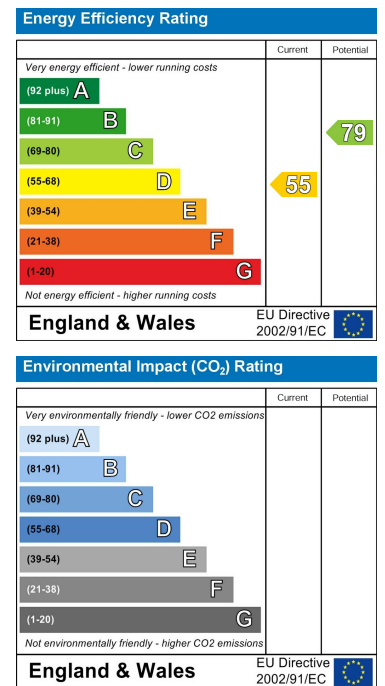 Energy Efficiency Rating
Current Potential
Very energy efficient - lower running costs
(92 plus) A
(81-91) B
79
(69-80) C
(55-68) D
55
(39-54) E
(21-38) F
(1-20) G
Not energy efficient - higher running costs
England & Wales
EU Directive
2002/91/EC
Environmental Impact (CO₂) Rating
Current Potential
Very environmentally friendly - lower CO2 emissions
(92 plus) A
(81-91) B
(69-80) C
(55-68) D
(39-54) E
(21-38) F
(1-20) G
Not environmentally friendly - higher CO2 emissions
England & Wales
EU Directive
2002/91/EC